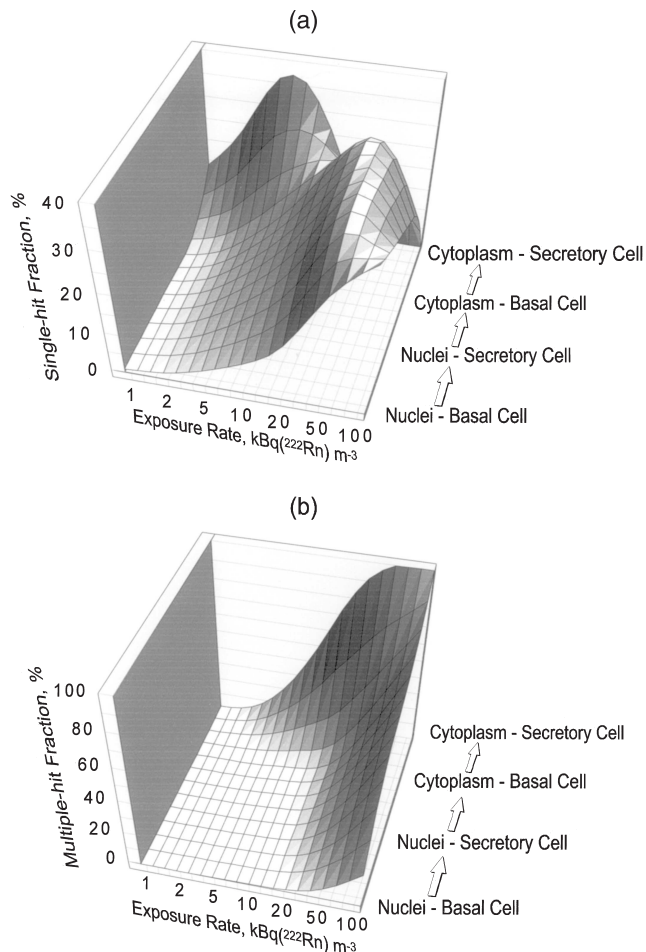 (a)
40
30
20
10
0
Single-hit Fraction, %
1 2 5 10 20 50 100
Exposure Rate, kBq(222Rn) m-3
Cytoplasm - Secretory Cell
Cytoplasm - Basal Cell
Nuclei - Secretory Cell
Nuclei - Basal Cell
(b)
100
80
60
40
20
0
Multiple-hit Fraction, %
1 2 5 10 20 50 100
Exposure Rate, kBq(222Rn) m-3
Cytoplasm - Secretory Cell
Cytoplasm - Basal Cell
Nuclei - Secretory Cell
Nuclei - Basal Cell